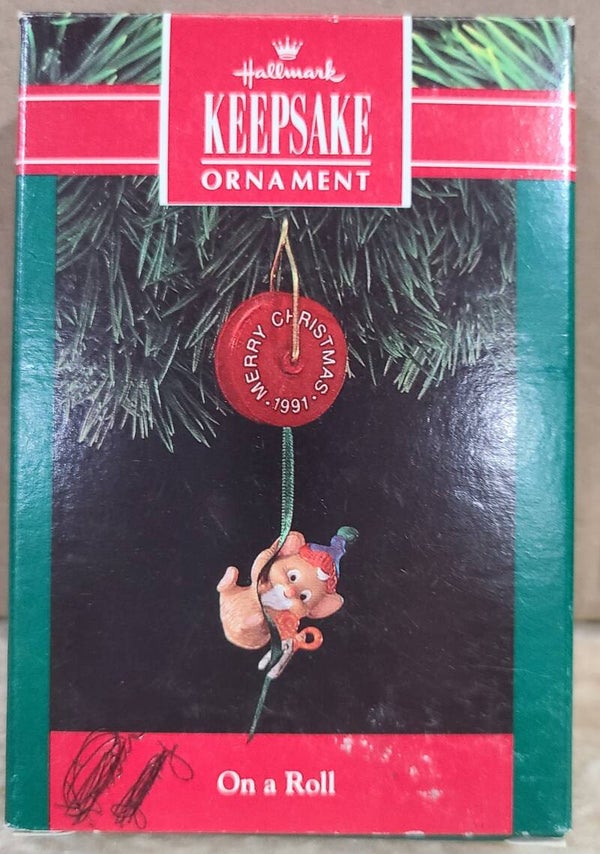 Hallmark
KEEPSAKE
ORNAMENT
MERRY CHRISTMAS
• 1991 •
On a Roll